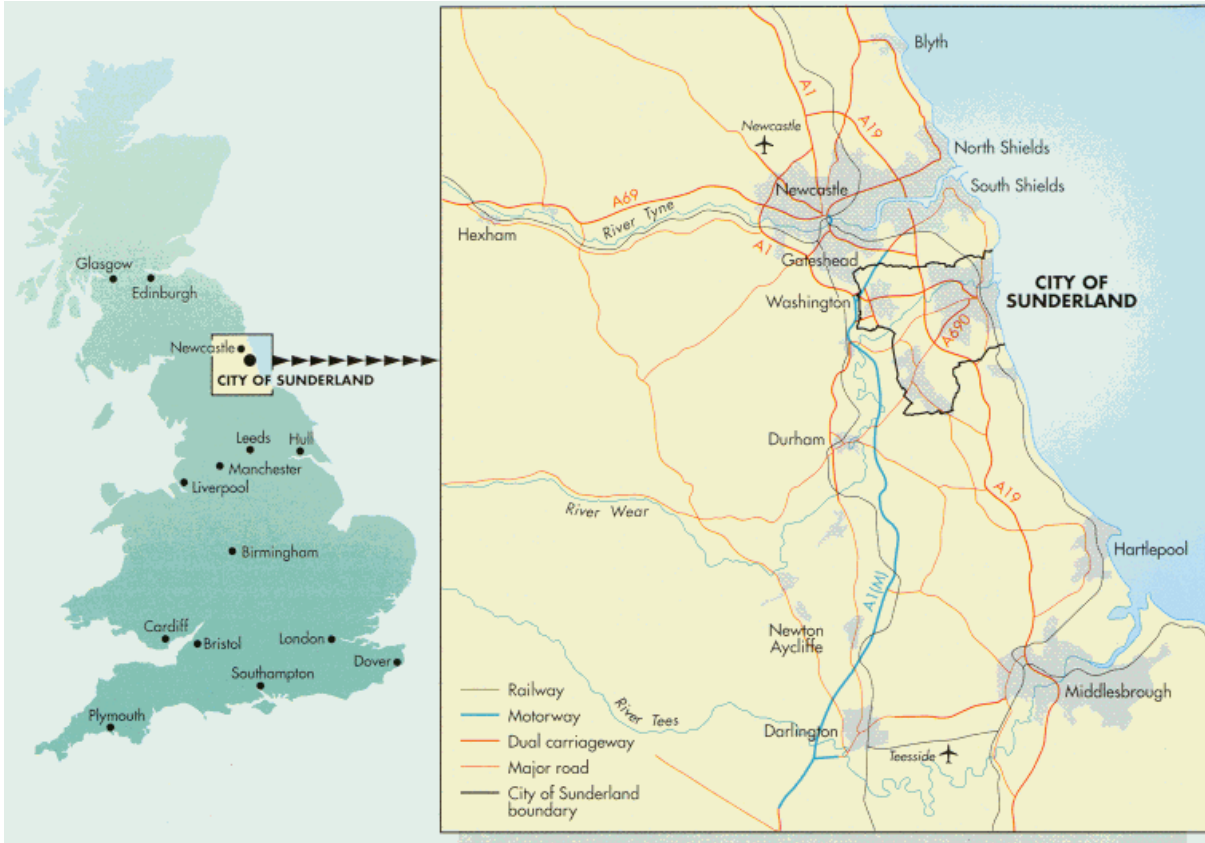 Glasgow
Edinburgh
Newcastle
CITY OF SUNDERLAND
Leeds
Hull
Manchester
Liverpool
Birmingham
Cardiff
Bristol
London
Dover
Southampton
Plymouth
Blyth
A1
A19
Newcastle
North Shields
South Shields
Newcastle
A69
River Tyne
Hexham
A1
Gateshead
Washington
CITY OF
SUNDERLAND
A690
Durham
A19
River Wear
Hartlepool
A1(M)
Newton
Aycliffe
Middlesbrough
River Tees
Darlington
Teesside
Railway
Motorway
Dual carriageway
Major road
City of Sunderland
boundary